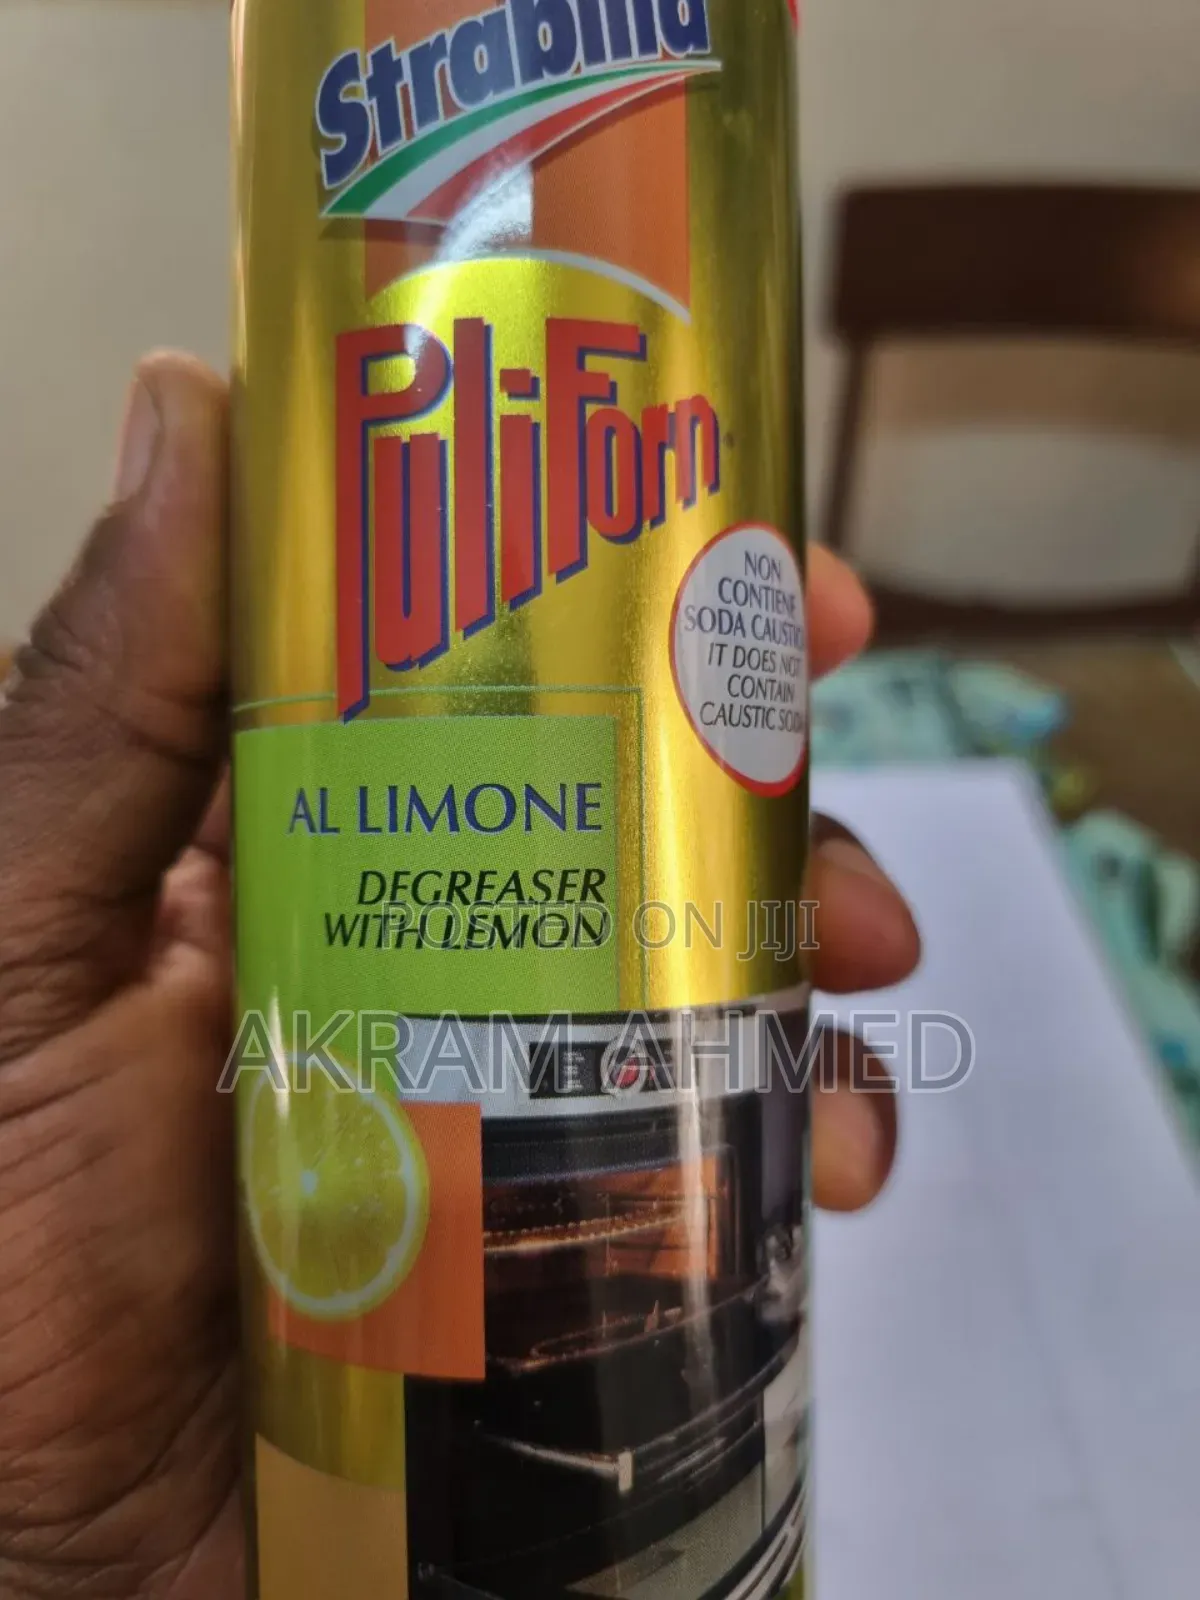 Strabilia
PuliForn
NON
CONTIENE
SODA CAUSTIC
IT DOES NOT
CONTAIN
CAUSTIC SODA
AL LIMONE
DEGREASER
WITH LEMON
POSTED ON JIJI
AKRAM AHMED